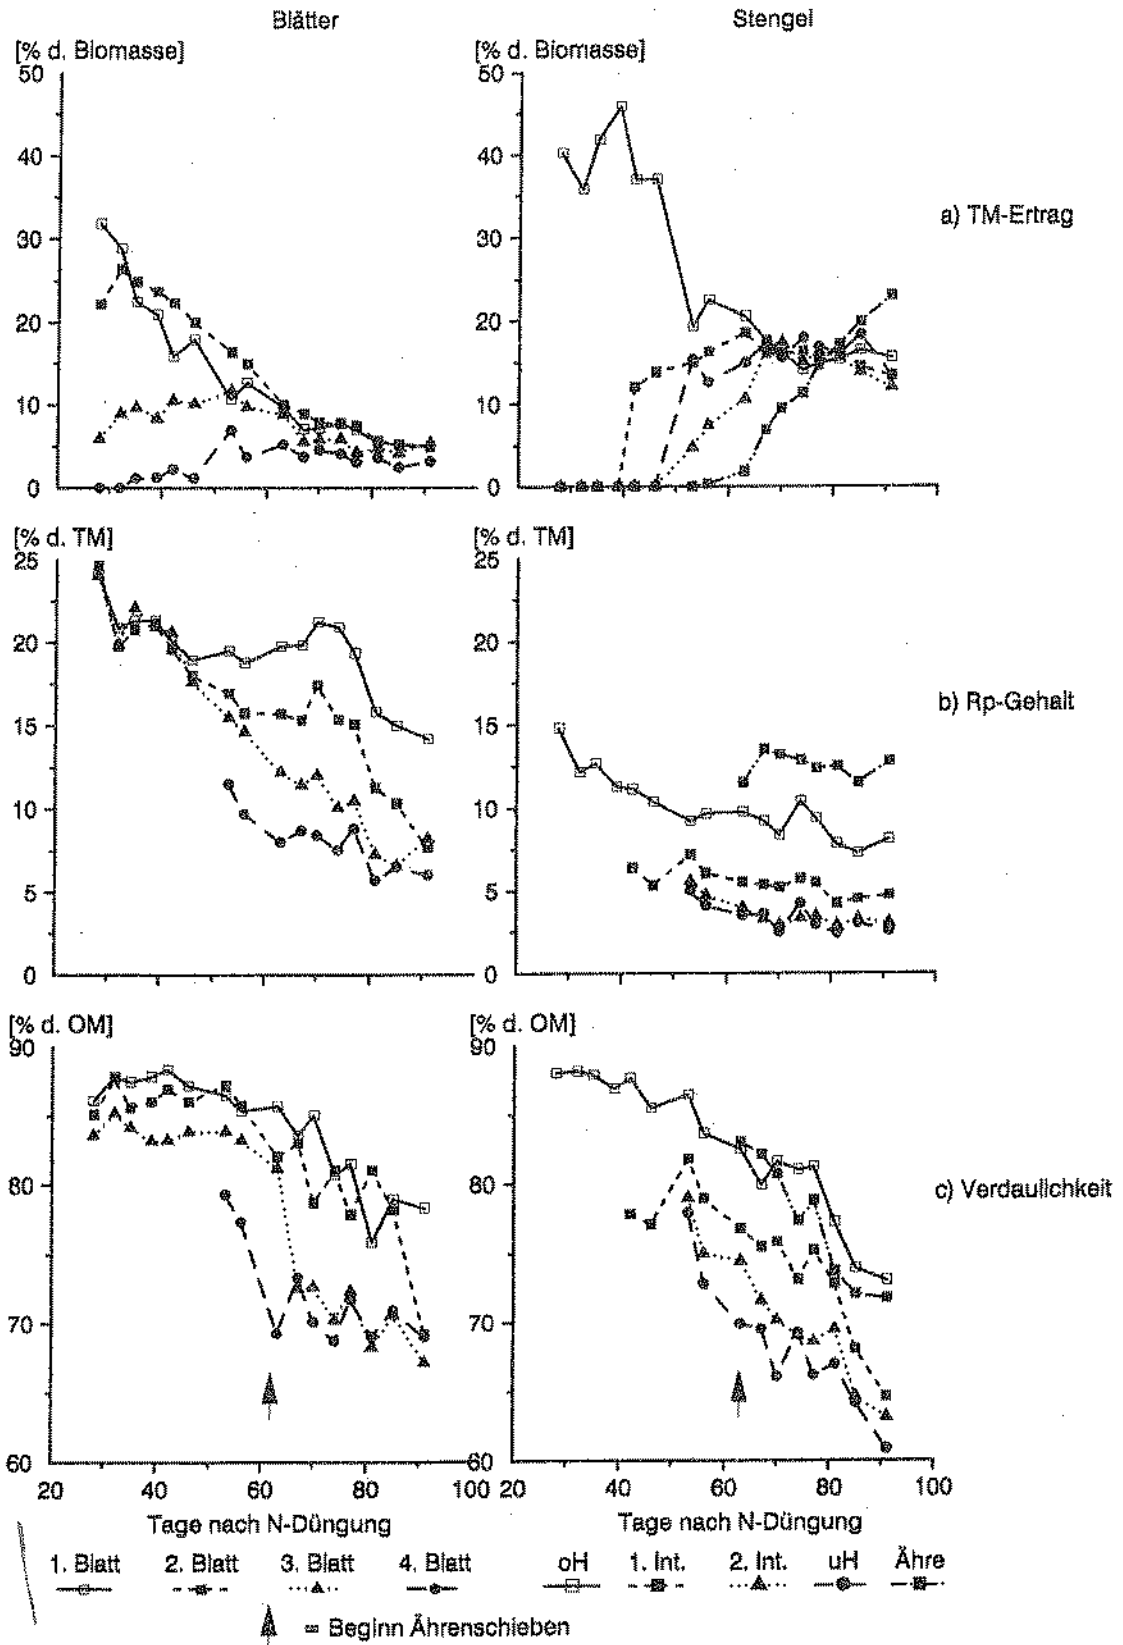 Blätter
Stengel
[% d. Biomasse]
[% d. Biomasse]
50
40
30
20
10
0
50
40
30
20
10
0
a) TM-Ertrag
[% d. TM]
[% d. TM]
25
20
15
10
5
0
25
20
15
10
5
0
b) Rp-Gehalt
[% d. OM]
[% d. OM]
90
80
70
60
90
80
70
60
c) Verdaulichkeit
20 40 60 80 100
20 40 60 80 100
Tage nach N-Düngung
Tage nach N-Düngung
1. Blatt 2. Blatt 3. Blatt 4. Blatt
oH 1. Int. 2. Int. uH Ähre
= Beginn Ährenschieben